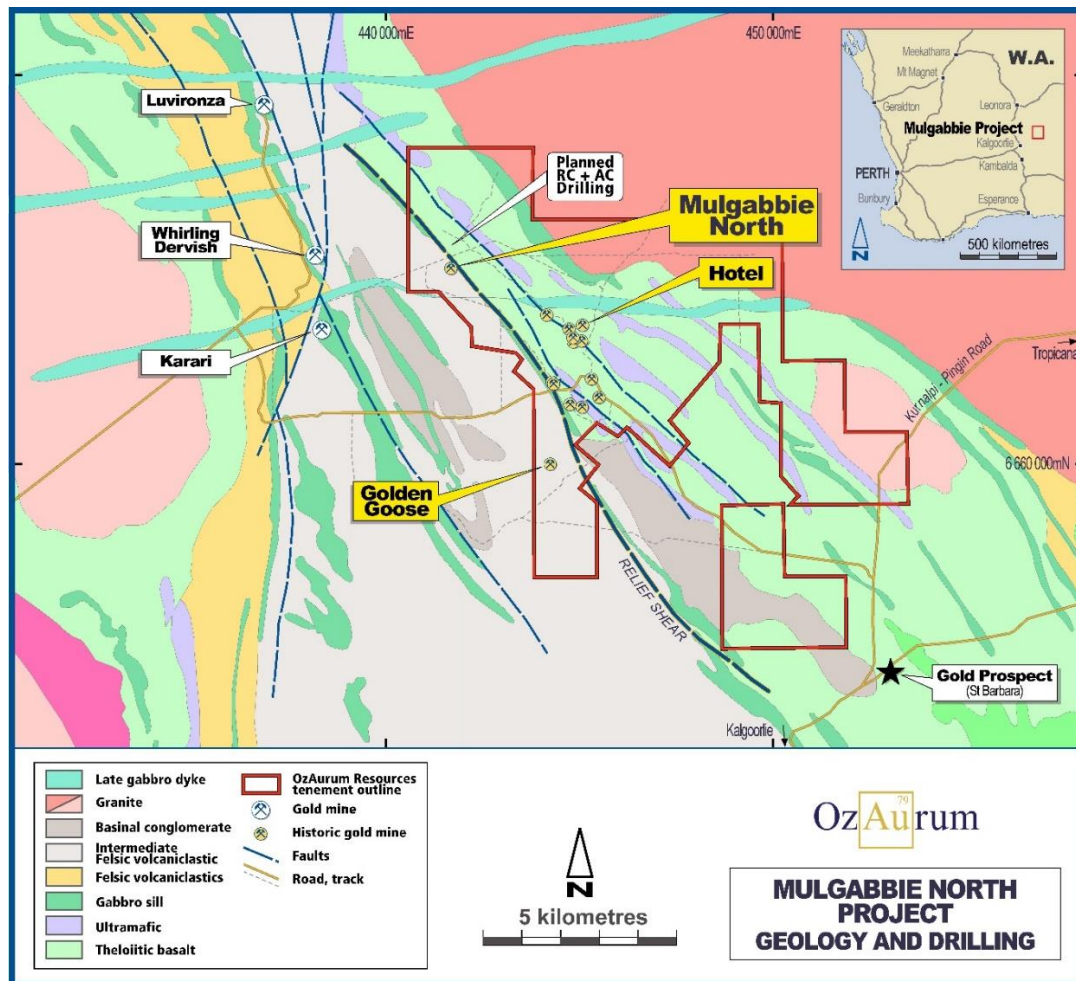 440 000mE
450 000mE
Luvironza
Whirling
Dervish
Karari
Planned
RC + AC
Drilling
Mulgabbie
North
Hotel
Golden
Goose
RELIEF SHEAR
Kurnalpi - Pingin Road
Tropicana
6 660 000mN
Gold Prospect
(St Barbara)
Kalgoorlie
W.A.
Meekatharra
Mt Magnet
Geraldton
Leonora
Mulgabbie Project
Kalgoorlie
Kambalda
PERTH
Bunbury
Esperance
N
500 kilometres
Late gabbro dyke
Granite
Basinal conglomerate
Intermediate
Felsic volcaniclastic
Felsic volcaniclastics
Gabbro sill
Ultramafic
Theloiitic basalt
OzAurum Resources
tenement outline
Gold mine
Historic gold mine
Faults
Road, track
N
5 kilometres
79
OzAurum
MULGABBIE NORTH
PROJECT
GEOLOGY AND DRILLING